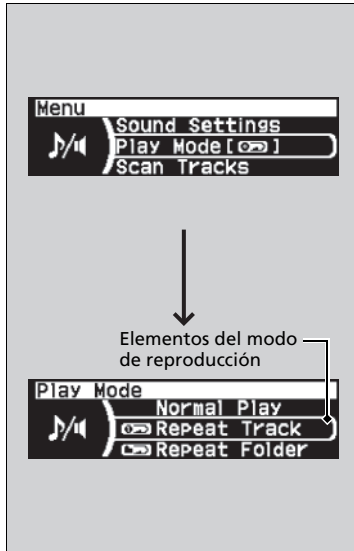 Menu
Sound Settings
Play Mode[ ]
Scan Tracks
Elementos del modo
de reproducción
Play Mode
Normal Play
Repeat Track
Repeat Folder